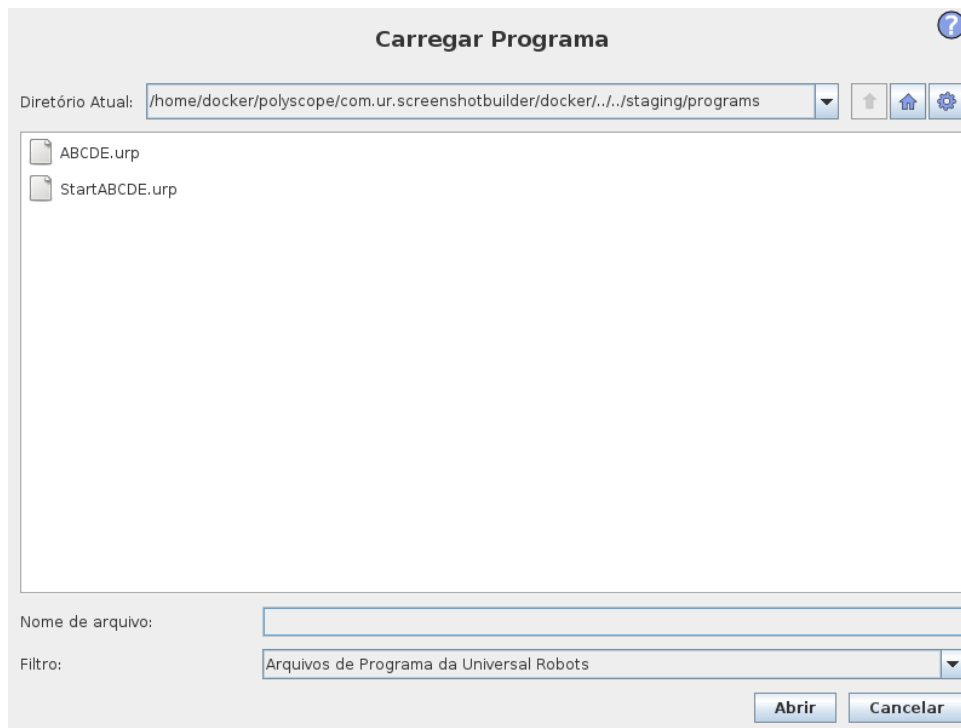 Carregar Programa
?
Diretório Atual: /home/docker/polyscope/com.ur.screenshotbuilder/docker/../../staging/programs
ABCDE.urp
StartABCDE.urp
Nome de arquivo:
Filtro: Arquivos de Programa da Universal Robots
Abrir Cancelar